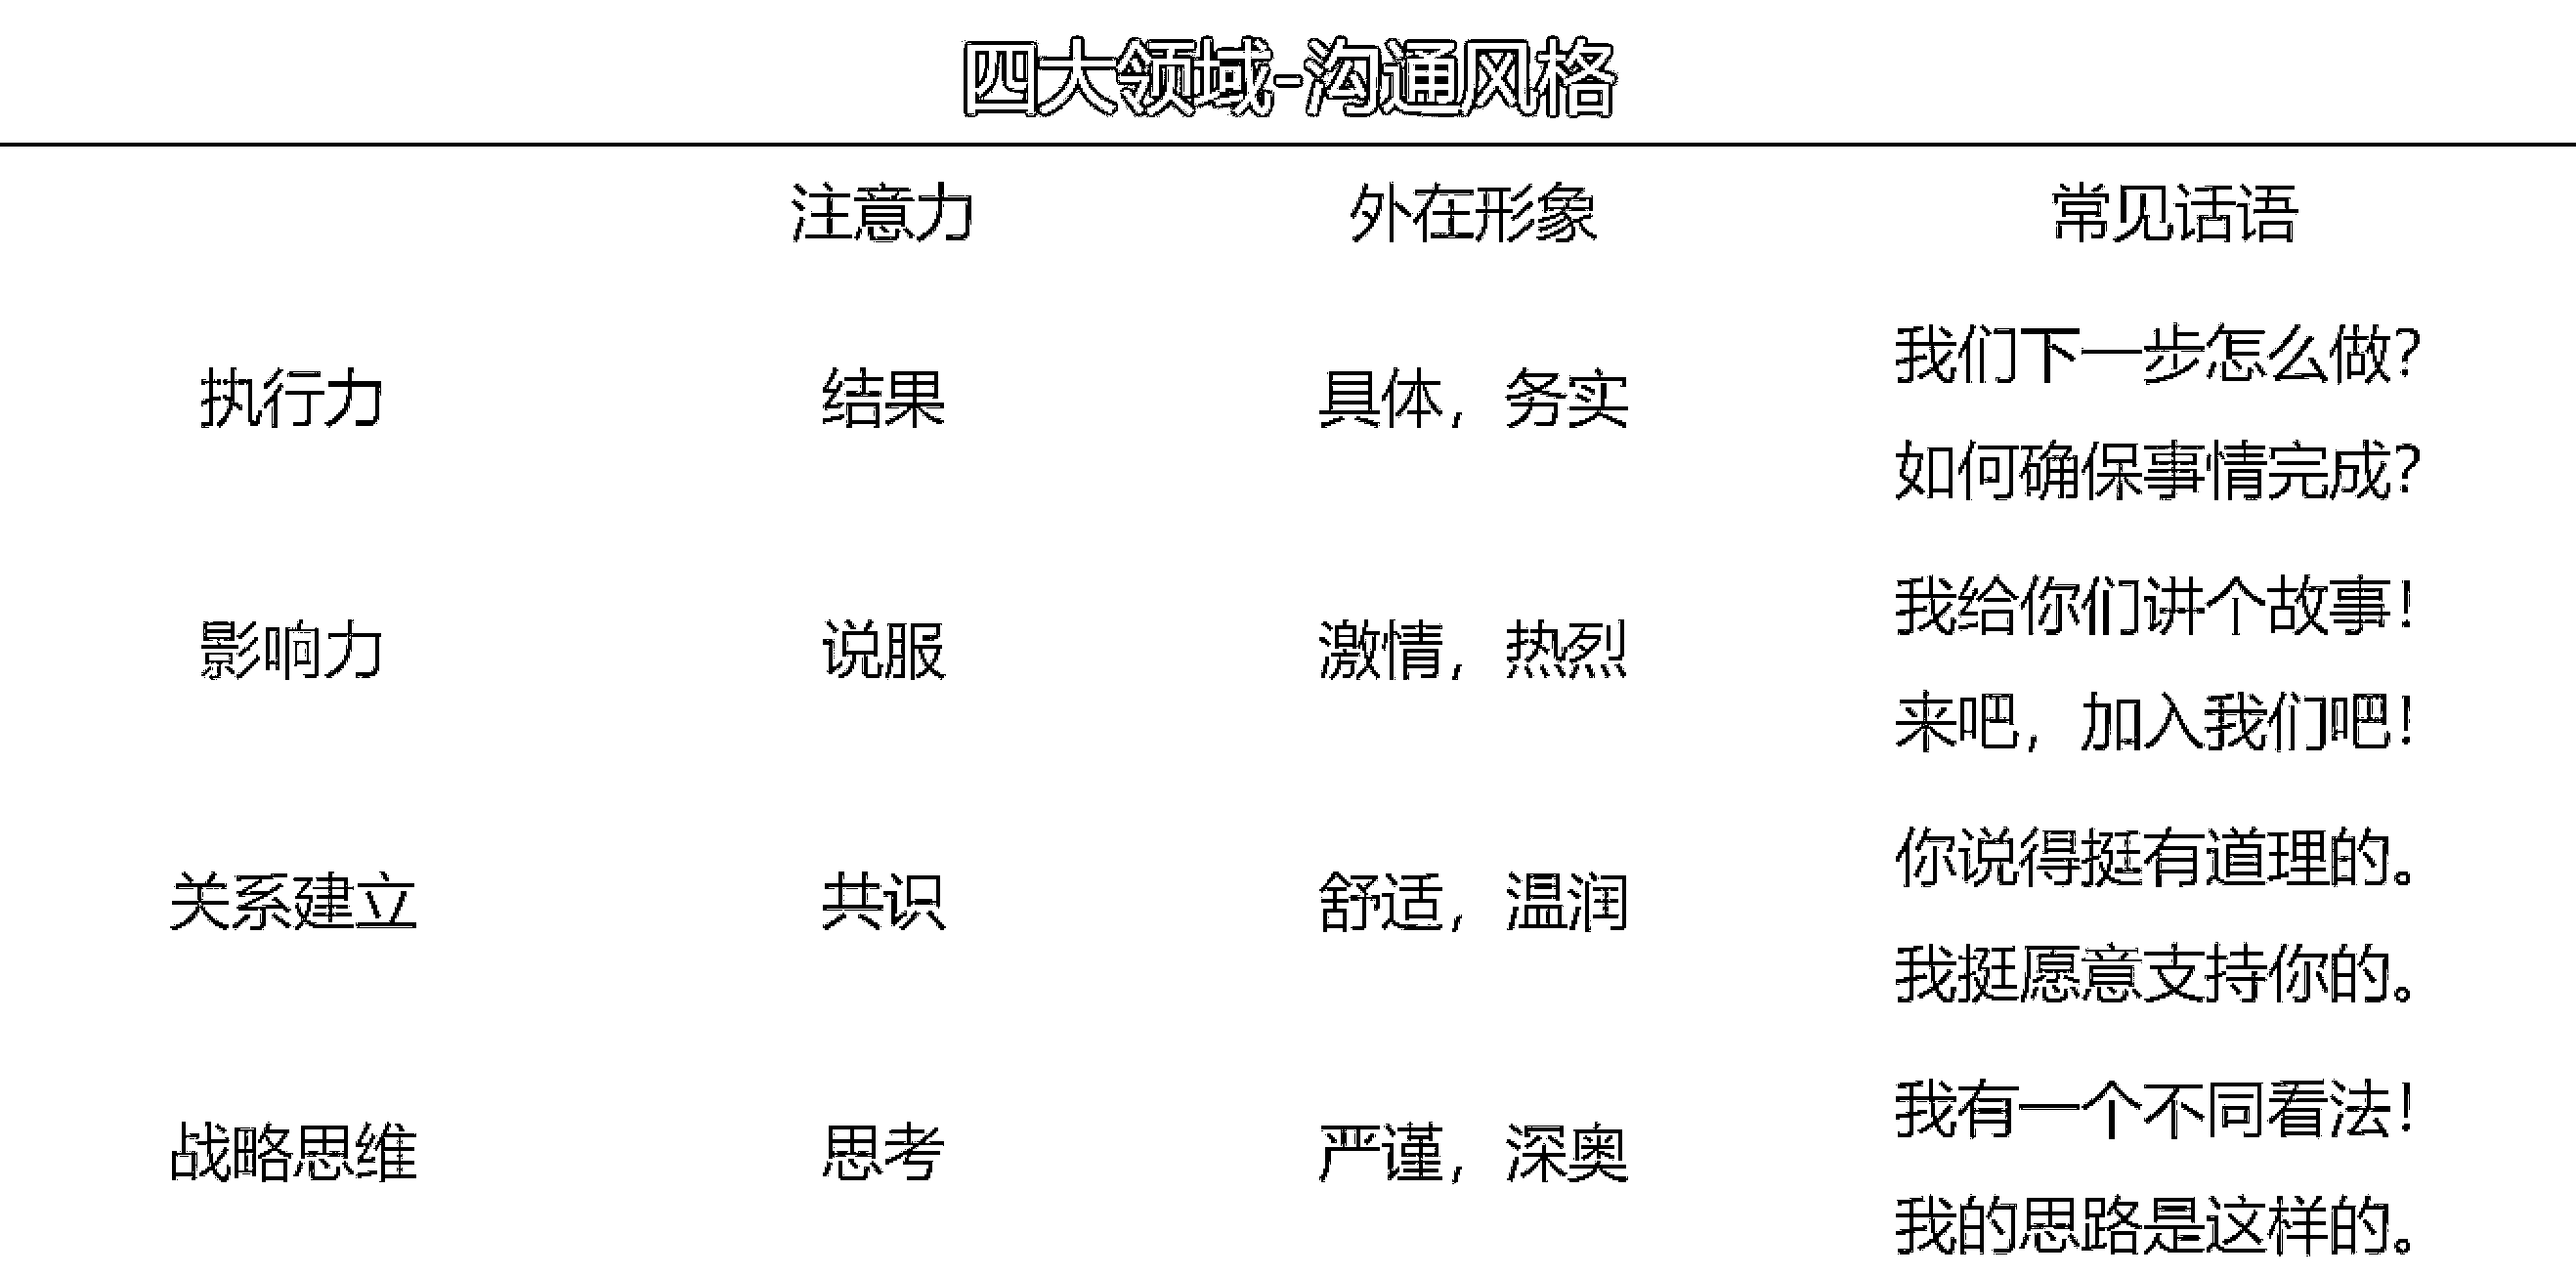 四大领域-沟通风格
注意力 外在形象 常见话语
执行力 结果 具体，务实 我们下一步怎么做？
如何确保事情完成？
影响力 说服 激情，热烈 我给你们讲个故事！
来吧，加入我们吧！
关系建立 共识 舒适，温润 你说得挺有道理的。
我挺愿意支持你的。
战略思维 思考 严谨，深奥 我有一个不同看法！
我的思路是这样的。